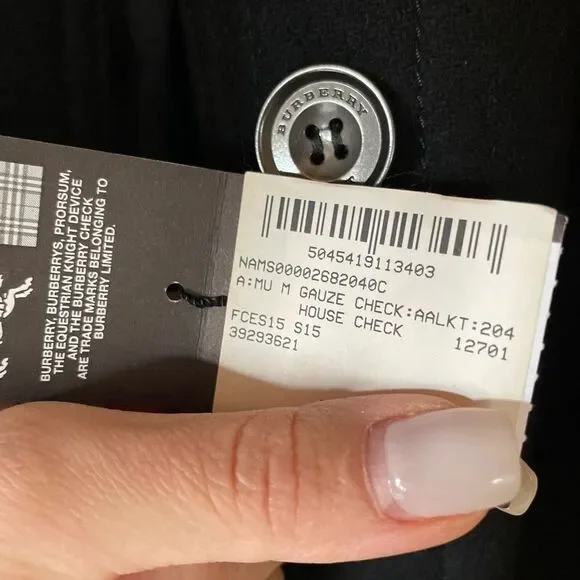 BURBERRY
BURBERRY, BURBERRYS, PRORSUM,
THE EQUESTRIAN KNIGHT DEVICE
AND THE BURBERRY CHECK
ARE TRADE MARKS BELONGING TO
BURBERRY LIMITED.
5045419113403
NAMS00002682040C
A:MU M GAUZE CHECK:AALKT:204
HOUSE CHECK 12701
FCES15 S15
39293621